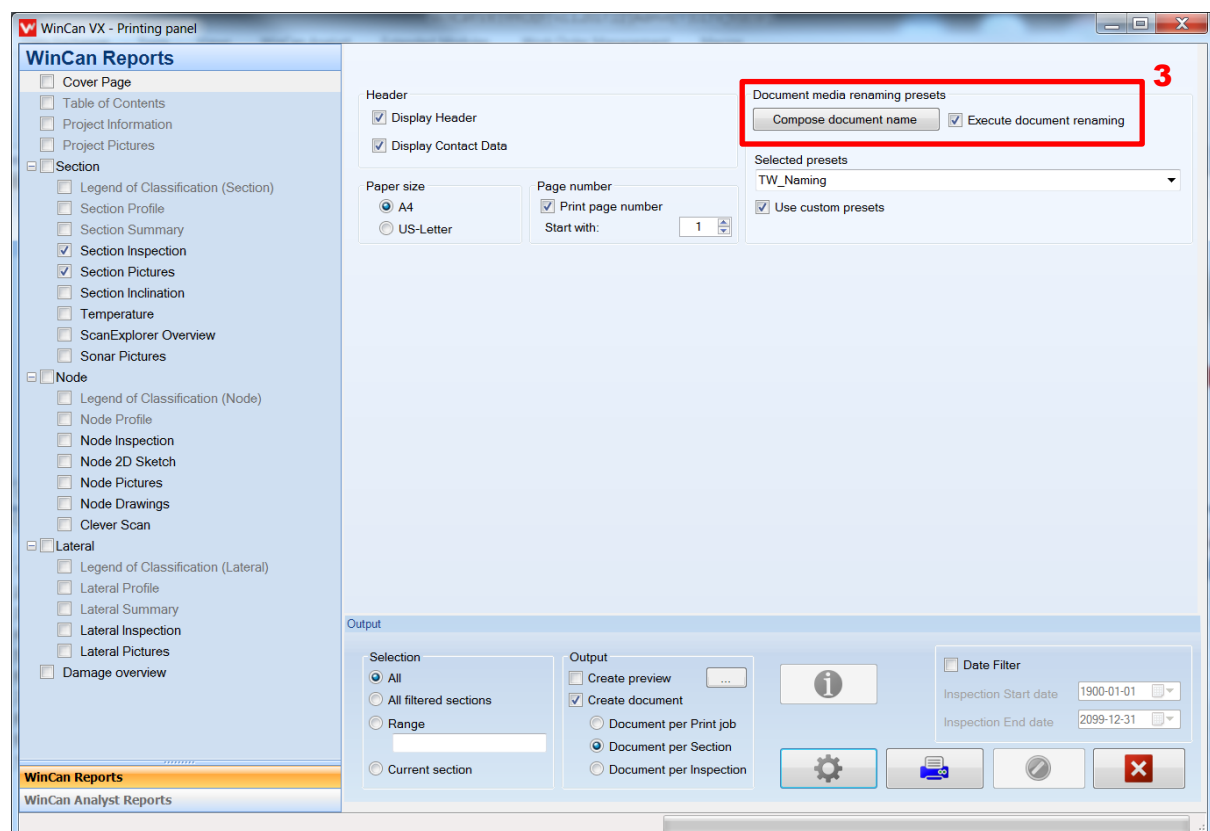 WinCan VX - Printing panel
WinCan Reports
Cover Page
Table of Contents
Project Information
Project Pictures
Section
Legend of Classification (Section)
Section Profile
Section Summary
Section Inspection
Section Pictures
Section Inclination
Temperature
ScanExplorer Overview
Sonar Pictures
Node
Legend of Classification (Node)
Node Profile
Node Inspection
Node 2D Sketch
Node Pictures
Node Drawings
Clever Scan
Lateral
Legend of Classification (Lateral)
Lateral Profile
Lateral Summary
Lateral Inspection
Lateral Pictures
Damage overview
WinCan Reports
WinCan Analyst Reports
Header
Display Header
Display Contact Data
Paper size
A4
US-Letter
Page number
Print page number
Start with: 1
3
Document media renaming presets
Compose document name Execute document renaming
Selected presets
TW_Naming
Use custom presets
Output
Selection
All
All filtered sections
Range
Current section
Output
Create preview ...
Create document
Document per Print job
Document per Section
Document per Inspection
Date Filter
Inspection Start date 1900-01-01
Inspection End date 2099-12-31